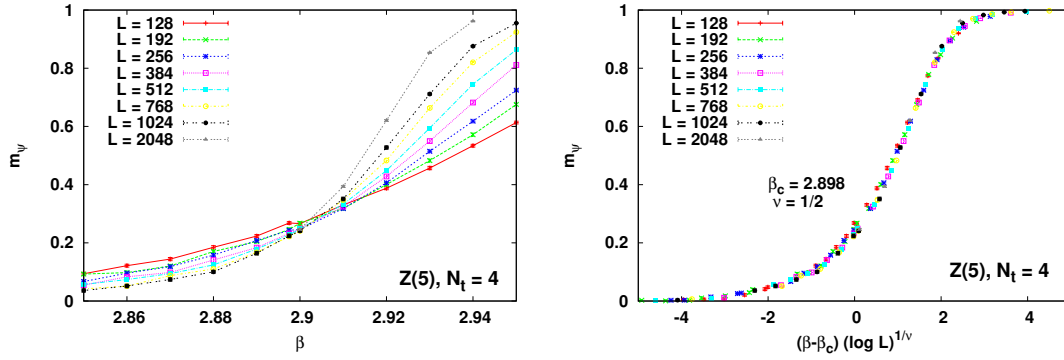 1
0.8
0.6
0.4
0.2
0
m_ψ
L = 128
L = 192
L = 256
L = 384
L = 512
L = 768
L = 1024
L = 2048
Z(5), N_t = 4
2.86 2.88 2.9 2.92 2.94
β
1
0.8
0.6
0.4
0.2
0
m_ψ
L = 128
L = 192
L = 256
L = 384
L = 512
L = 768
L = 1024
L = 2048
β_c = 2.898
ν = 1/2
Z(5), N_t = 4
-4 -2 0 2 4
(β-β_c) (log L)^{1/ν}